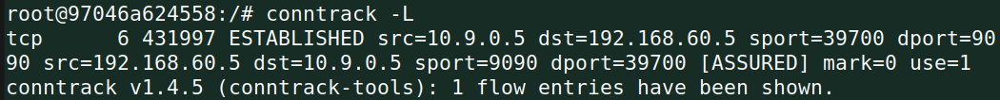 root@97046a624558:/# conntrack -L
tcp      6 431997 ESTABLISHED src=10.9.0.5 dst=192.168.60.5 sport=39700 dport=90
90 src=192.168.60.5 dst=10.9.0.5 sport=9090 dport=39700 [ASSURED] mark=0 use=1
conntrack v1.4.5 (conntrack-tools): 1 flow entries have been shown.